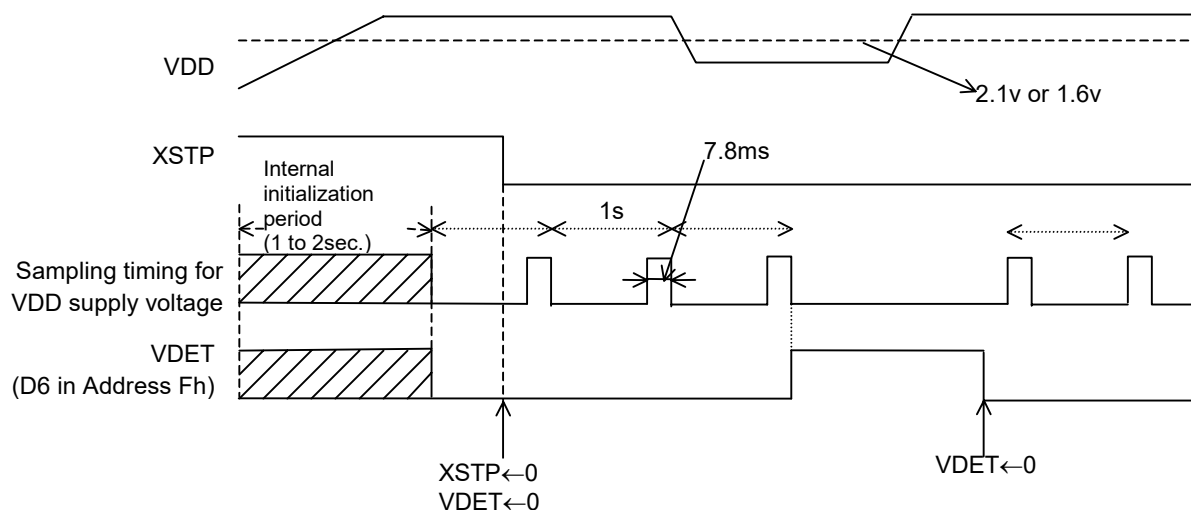 VDD
2.1v or 1.6v
XSTP
7.8ms
Internal
initialization
period
(1 to 2sec.)
1s
Sampling timing for
VDD supply voltage
VDET
(D6 in Address Fh)
XSTP←0
VDET←0
VDET←0